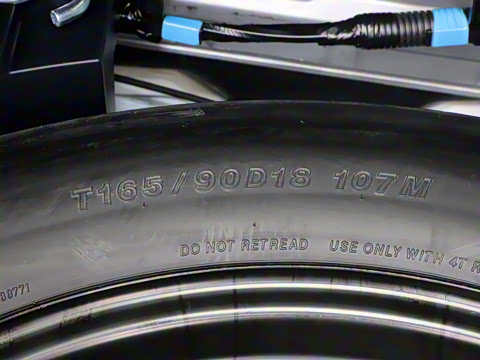 T165/90D18 107M
DO NOT RETREAD USE ONLY WITH 4T R